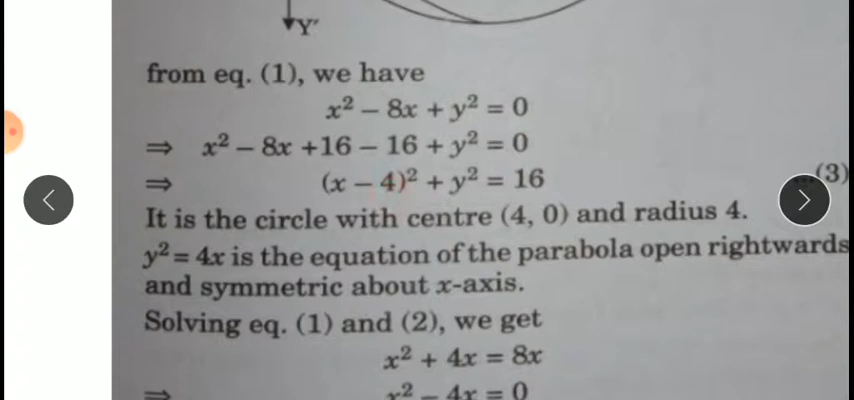 Y'
from eq. (1), we have
x² – 8x + y² = 0
⇒ x² – 8x +16 – 16 + y² = 0
⇒ (x – 4)² + y² = 16 ...(3)
It is the circle with centre (4, 0) and radius 4.
y² = 4x is the equation of the parabola open rightwards
and symmetric about x-axis.
Solving eq. (1) and (2), we get
x² + 4x = 8x
⇒ x² – 4x = 0